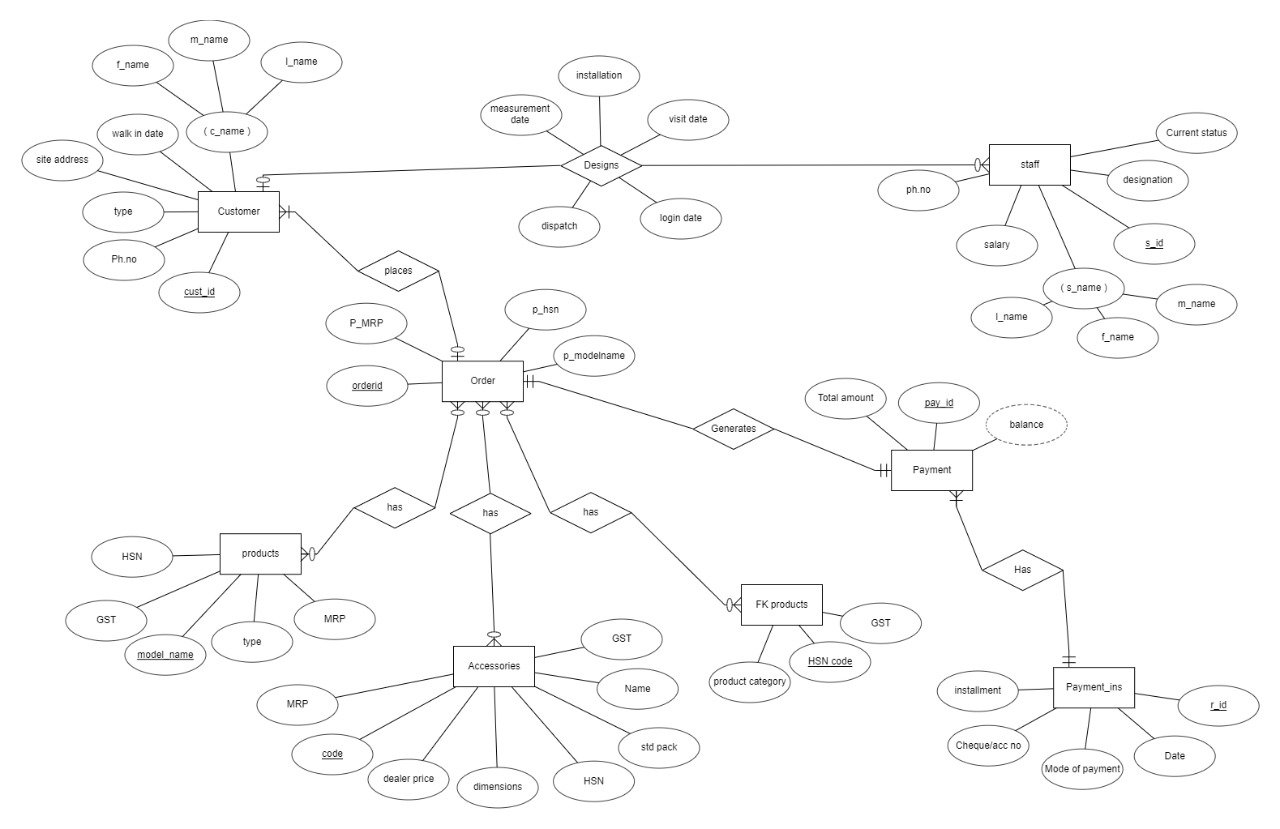 m_name
f_name
l_name
( c_name )
walk in date
site address
type
Customer
Ph.no
cust_id
installation
measurement
date
visit date
Designs
dispatch
login date
Current status
staff
designation
ph.no
salary
s_id
( s_name )
m_name
l_name
f_name
places
P_MRP
p_hsn
p_modelname
Order
orderid
Generates
Total amount
pay_id
balance
Payment
has
has
has
Has
products
HSN
GST
model_name
type
MRP
FK products
GST
HSN code
product category
Accessories
GST
Name
MRP
std pack
code
dealer price
dimensions
HSN
Payment_ins
installment
r_id
Cheque/acc no
Mode of payment
Date